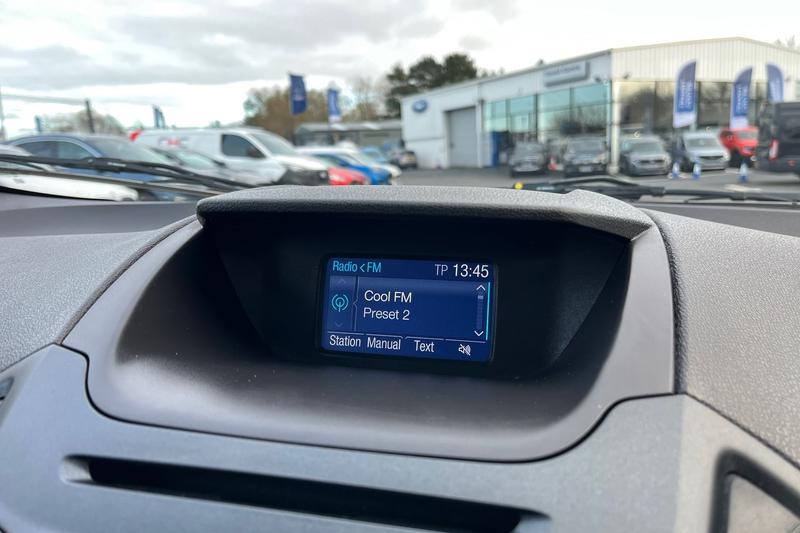 Radio < FM
TP 13:45
Cool FM
Preset 2
Station Manual Text